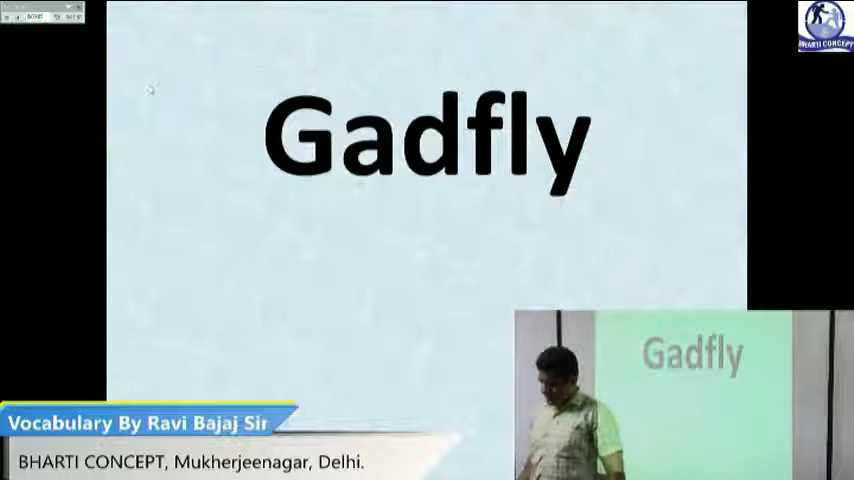 BHARTI CONCEPT
Gadfly
Gadfly
Vocabulary By Ravi Bajaj Sir
BHARTI CONCEPT, Mukherjeenagar, Delhi.